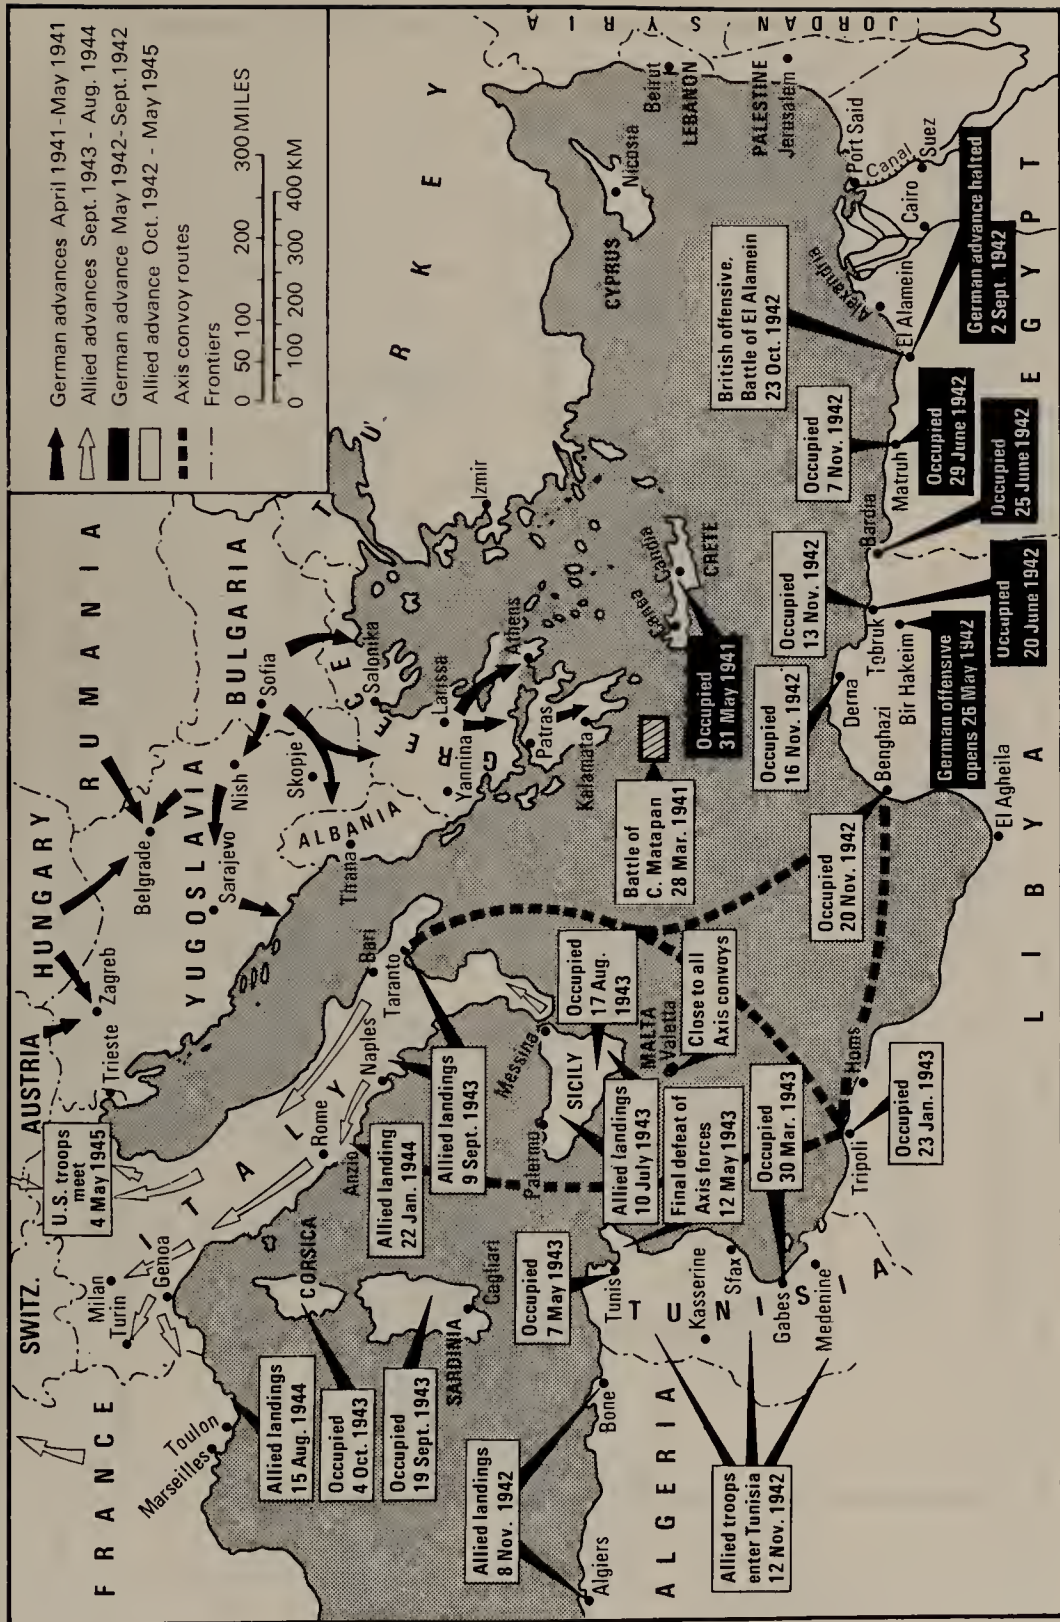 German advances April 1941-May 1941
Allied advances Sept. 1943 - Aug. 1944
German advance May 1942-Sept.1942
Allied advance Oct. 1942 - May 1945
Axis convoy routes
Frontiers
0 50 100 200 300 MILES
0 100 200 300 400 KM
FRANCE
SWITZ.
AUSTRIA
HUNGARY
RUMANIA
YUGOSLAVIA
BULGARIA
ALBANIA
GREECE
TURKEY
ITALY
SYRIA
JORDAN
LEBANON
PALESTINE
EGYPT
LIBYA
TUNISIA
ALGERIA
CORSICA
SARDINIA
SICILY
MALTA
CRETE
CYPRUS
Marseilles
Toulon
Turin
Milan
Genoa
Trieste
Zagreb
Belgrade
Sarajevo
Nish
Sofia
Skopje
Tirana
Salonika
Larissa
Yannina
Athens
Patras
Kalamata
Izmir
Canea
Candia
Nicosia
Beirut
Jerusalem
Port Said
Canal
Suez
Cairo
Alexandria
El Alamein
Matruh
Bardia
Tobruk
Bir Hakeim
Derna
Benghazi
El Agheila
Homs
Tripoli
Medenine
Gabes
Sfax
Kasserine
Tunis
Bone
Algiers
Cagliari
Palermo
Messina
Valetta
Rome
Anzio
Naples
Bari
Taranto
U.S. troops
meet
4 May 1945
Allied landings
15 Aug. 1944
Occupied
4 Oct. 1943
Occupied
19 Sept. 1943
Allied landings
8 Nov. 1942
Allied troops
enter Tunisia
12 Nov. 1942
Occupied
7 May 1943
Allied landing
22 Jan. 1944
Allied landings
9 Sept. 1943
Allied landings
10 July 1943
Final defeat of
Axis forces
12 May 1943
Occupied
30 Mar. 1943
Occupied
17 Aug.
1943
Close to all
Axis convoys
Occupied
23 Jan. 1943
Occupied
20 Nov. 1942
Battle of
C. Matapan
28 Mar. 1941
Occupied
31 May 1941
Occupied
16 Nov. 1942
Occupied
13 Nov. 1942
Occupied
7 Nov. 1942
British offensive,
Battle of El Alamein
23 Oct. 1942
German offensive
opens 26 May 1942
Occupied
20 June 1942
Occupied
25 June 1942
Occupied
29 June 1942
German advance halted
2 Sept. 1942